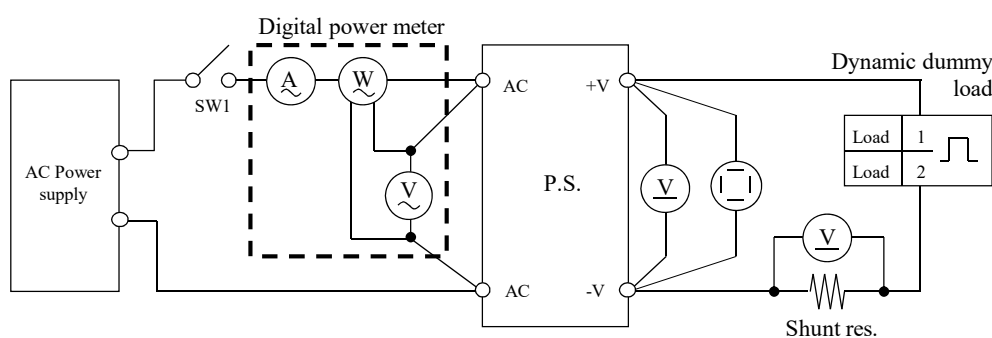 Digital power meter
A
W
SW1
AC
+V
Dynamic dummy
load
Load 1
Load 2
AC Power
supply
V
P.S.
V
V
AC
-V
Shunt res.